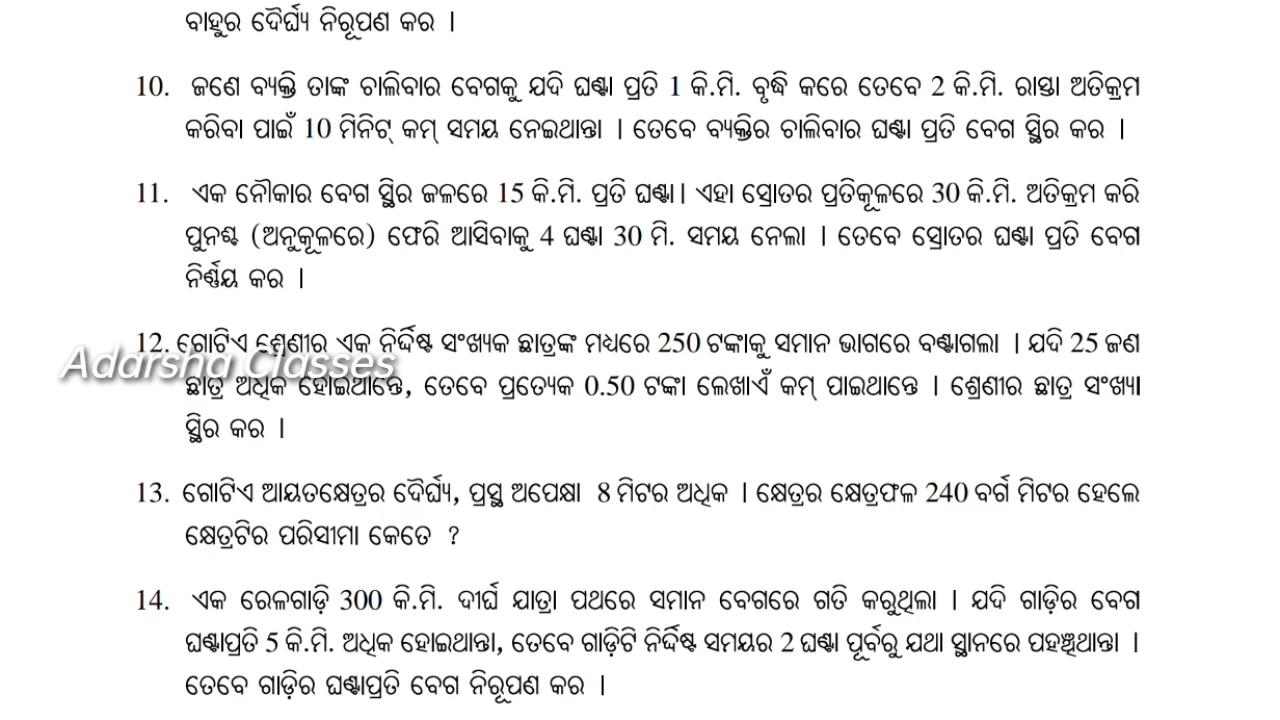 ବାହୁର ଦୈର୍ଘ୍ୟ ନିରୂପଣ କର ।
10. ଜଣେ ବ୍ୟକ୍ତି ତାଙ୍କ ଚାଲିବାର ବେଗକୁ ଯଦି ଘଣ୍ଟା ପ୍ରତି 1 କି.ମି. ବୃଦ୍ଧି କରେ ତେବେ 2 କି.ମି. ରାସ୍ତା ଅତିକ୍ରମ
କରିବା ପାଇଁ 10 ମିନିଟ୍ କମ୍ ସମୟ ନେଇଥାନ୍ତା । ତେବେ ବ୍ୟକ୍ତିର ଚାଲିବାର ଘଣ୍ଟା ପ୍ରତି ବେଗ ସ୍ଥିର କର ।
11. ଏକ ନୌକାର ବେଗ ସ୍ଥିର ଜଳରେ 15 କି.ମି. ପ୍ରତି ଘଣ୍ଟା। ଏହା ସ୍ରୋତର ପ୍ରତିକୂଳରେ 30 କି.ମି. ଅତିକ୍ରମ କରି
ପୁନଶ୍ଚ (ଅନୁକୂଳରେ) ଫେରି ଆସିବାକୁ 4 ଘଣ୍ଟା 30 ମି. ସମୟ ନେଲା । ତେବେ ସ୍ରୋତର ଘଣ୍ଟା ପ୍ରତି ବେଗ
ନିର୍ଣ୍ଣୟ କର ।
12. ଗୋଟିଏ ଶ୍ରେଣୀର ଏକ ନିର୍ଦ୍ଦିଷ୍ଟ ସଂଖ୍ୟକ ଛାତ୍ରଙ୍କ ମଧ୍ୟରେ 250 ଟଙ୍କାକୁ ସମାନ ଭାଗରେ ବଣ୍ଟାଗଲା । ଯଦି 25 ଜଣ
Adarsha Classes
ଛାତ୍ର ଅଧିକ ହୋଇଥାନ୍ତେ, ତେବେ ପ୍ରତ୍ୟେକ 0.50 ଟଙ୍କା ଲେଖାଏଁ କମ୍ ପାଇଥାନ୍ତେ । ଶ୍ରେଣୀର ଛାତ୍ର ସଂଖ୍ୟା
ସ୍ଥିର କର ।
13. ଗୋଟିଏ ଆୟତକ୍ଷେତ୍ରର ଦୈର୍ଘ୍ୟ, ପ୍ରସ୍ଥ ଅପେକ୍ଷା 8 ମିଟର ଅଧିକ । କ୍ଷେତ୍ରର କ୍ଷେତ୍ରଫଳ 240 ବର୍ଗ ମିଟର ହେଲେ
କ୍ଷେତ୍ରଟିର ପରିସୀମା କେତେ ?
14. ଏକ ରେଳଗାଡ଼ି 300 କି.ମି. ଦୀର୍ଘ ଯାତ୍ରା ପଥରେ ସମାନ ବେଗରେ ଗତି କରୁଥିଲା । ଯଦି ଗାଡ଼ିର ବେଗ
ଘଣ୍ଟାପ୍ରତି 5 କି.ମି. ଅଧିକ ହୋଇଥାନ୍ତା, ତେବେ ଗାଡ଼ିଟି ନିର୍ଦ୍ଦିଷ୍ଟ ସମୟର 2 ଘଣ୍ଟା ପୂର୍ବରୁ ଯଥା ସ୍ଥାନରେ ପହଞ୍ଚିଥାନ୍ତା ।
ତେବେ ଗାଡ଼ିର ଘଣ୍ଟାପ୍ରତି ବେଗ ନିରୂପଣ କର ।